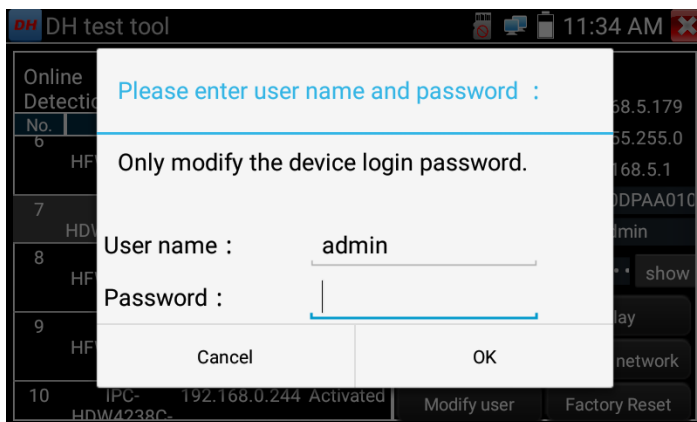 DH DH test tool 11:34 AM
Online
Detectio
No.
6
HF
68.5.179
55.255.0
168.5.1
0DPAA010
Please enter user name and password :
Only modify the device login password.
User name : admin
Password :
Cancel OK
7
HDW
8
HF
show
9
HF
lay
network
10 IPC- 192.168.0.244 Activated
HDW4238C-
Modify user Factory Reset